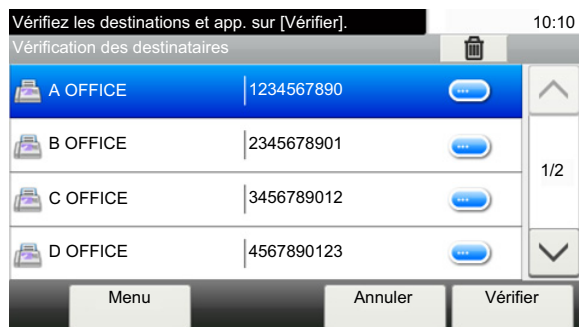 Vérifiez les destinations et app. sur [Vérifier]. 10:10
Vérification des destinataires
A OFFICE 1234567890
B OFFICE 2345678901
1/2
C OFFICE 3456789012
D OFFICE 4567890123
Menu Annuler Vérifier